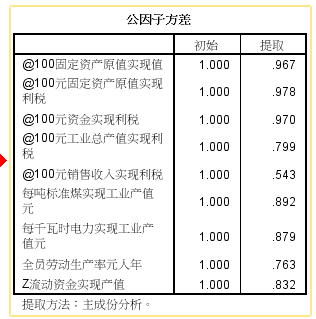 公因子方差
初始 提取
@100固定资产原值实现值 1.000 .967
@100元固定资产原值实现
利税 1.000 .978
@100元资金实现利税 1.000 .970
@100元工业总产值实现利
税 1.000 .799
@100元销售收入实现利税 1.000 .543
每吨标准煤实现工业产值
元 1.000 .892
每千瓦时电力实现工业产
值元 1.000 .879
全员劳动生产率元人年 1.000 .763
Z流动资金实现产值 1.000 .832
提取方法：主成份分析。